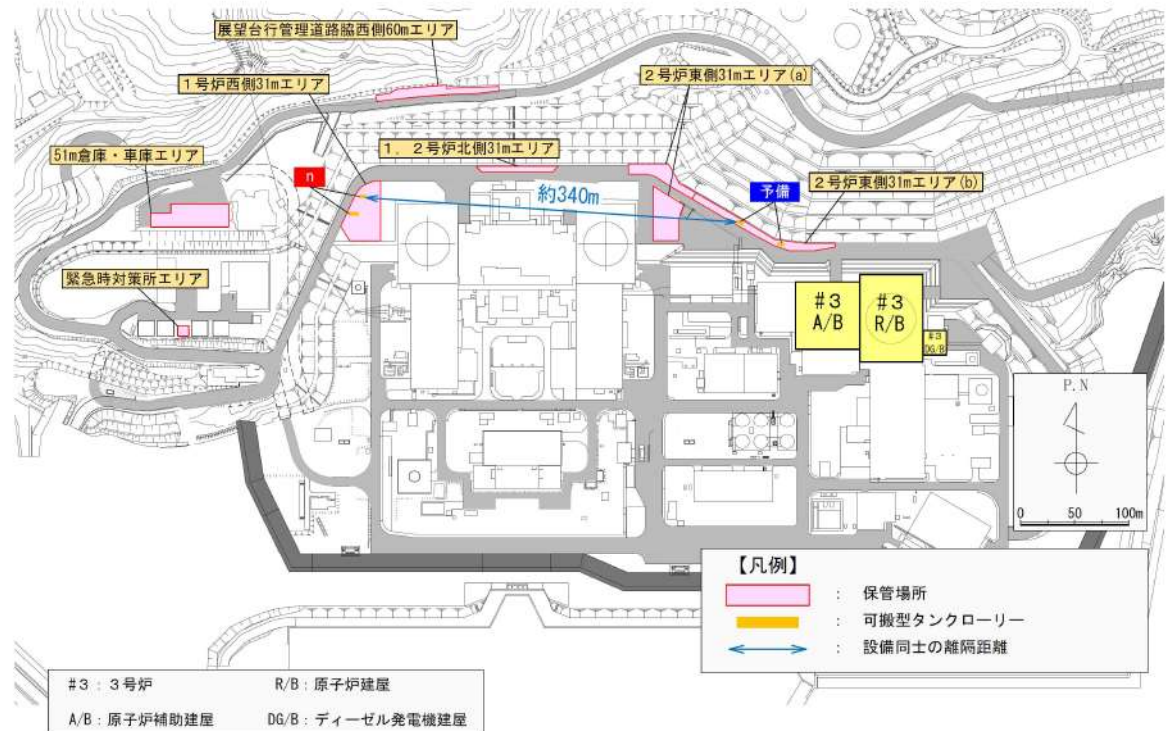 展望台行管理道路脇西側60mエリア
1号炉西側31mエリア
2号炉東側31mエリア(a)
51m倉庫・車庫エリア
1，2号炉北側31mエリア
n
約340m
予備
2号炉東側31mエリア(b)
緊急時対策所エリア
#3
A/B
#3
R/B
#3
DG/B
P.N
0 50 100m
【凡例】
: 保管場所
: 可搬型タンクローリー
: 設備同士の離隔距離
#3 : 3号炉 R/B : 原子炉建屋
A/B : 原子炉補助建屋 DG/B : ディーゼル発電機建屋